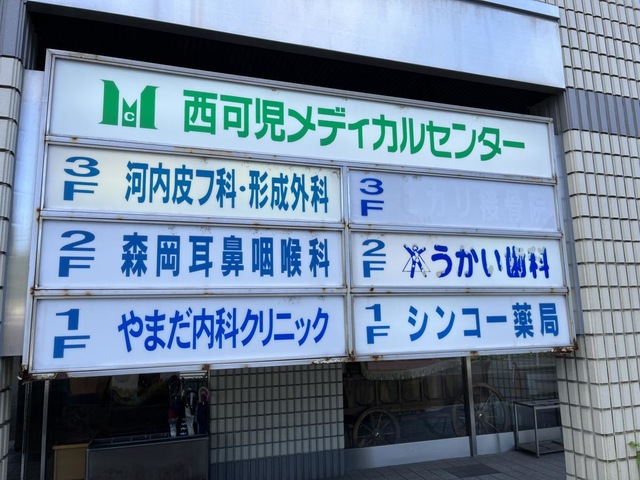 MC 西可児メディカルセンター
3F 河内皮フ科・形成外科
3F
2F 森岡耳鼻咽喉科
2F うかい歯科
1F やまだ内科クリニック
1F シンコー薬局